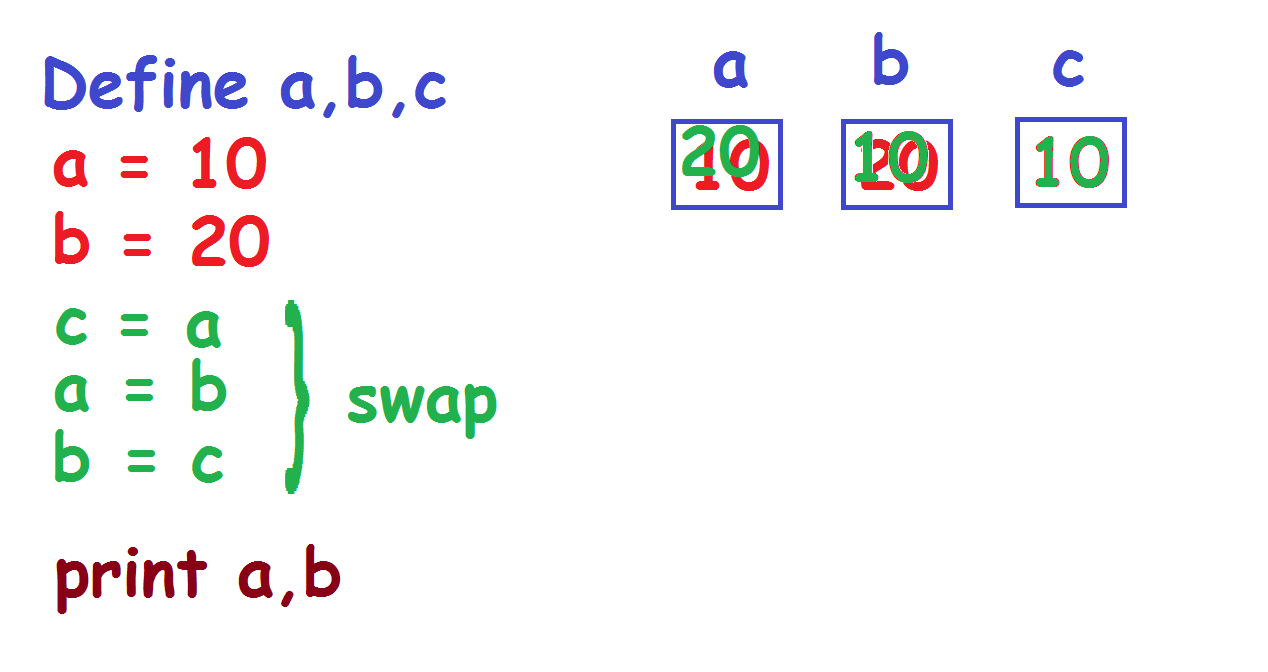 Define a,b,c
a = 10
b = 20
c = a
a = b
b = c
swap
print a,b
a b c
20 10 10
10 20